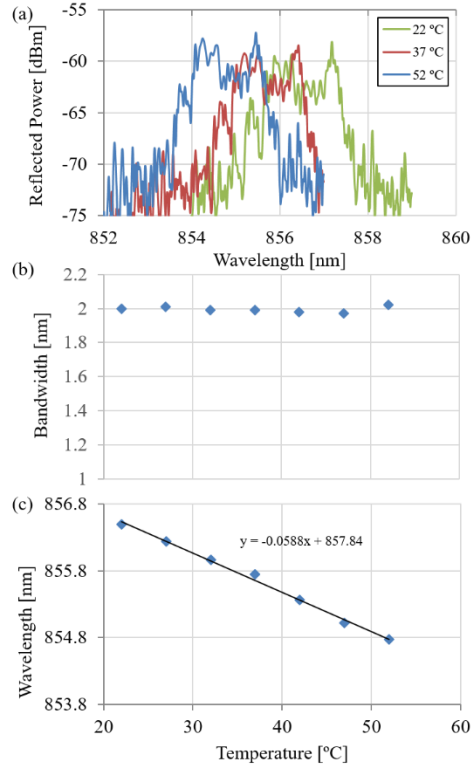 (a)
Reflected Power [dBm]
-55
-60
-65
-70
-75
22 ºC
37 ºC
52 ºC
852
854
856
858
860
Wavelength [nm]
(b)
Bandwidth [nm]
2.2
2
1.8
1.6
1.4
1.2
1
(c)
Wavelength [nm]
856.8
855.8
854.8
853.8
y = -0.0588x + 857.84
20
30
40
50
60
Temperature [ºC]